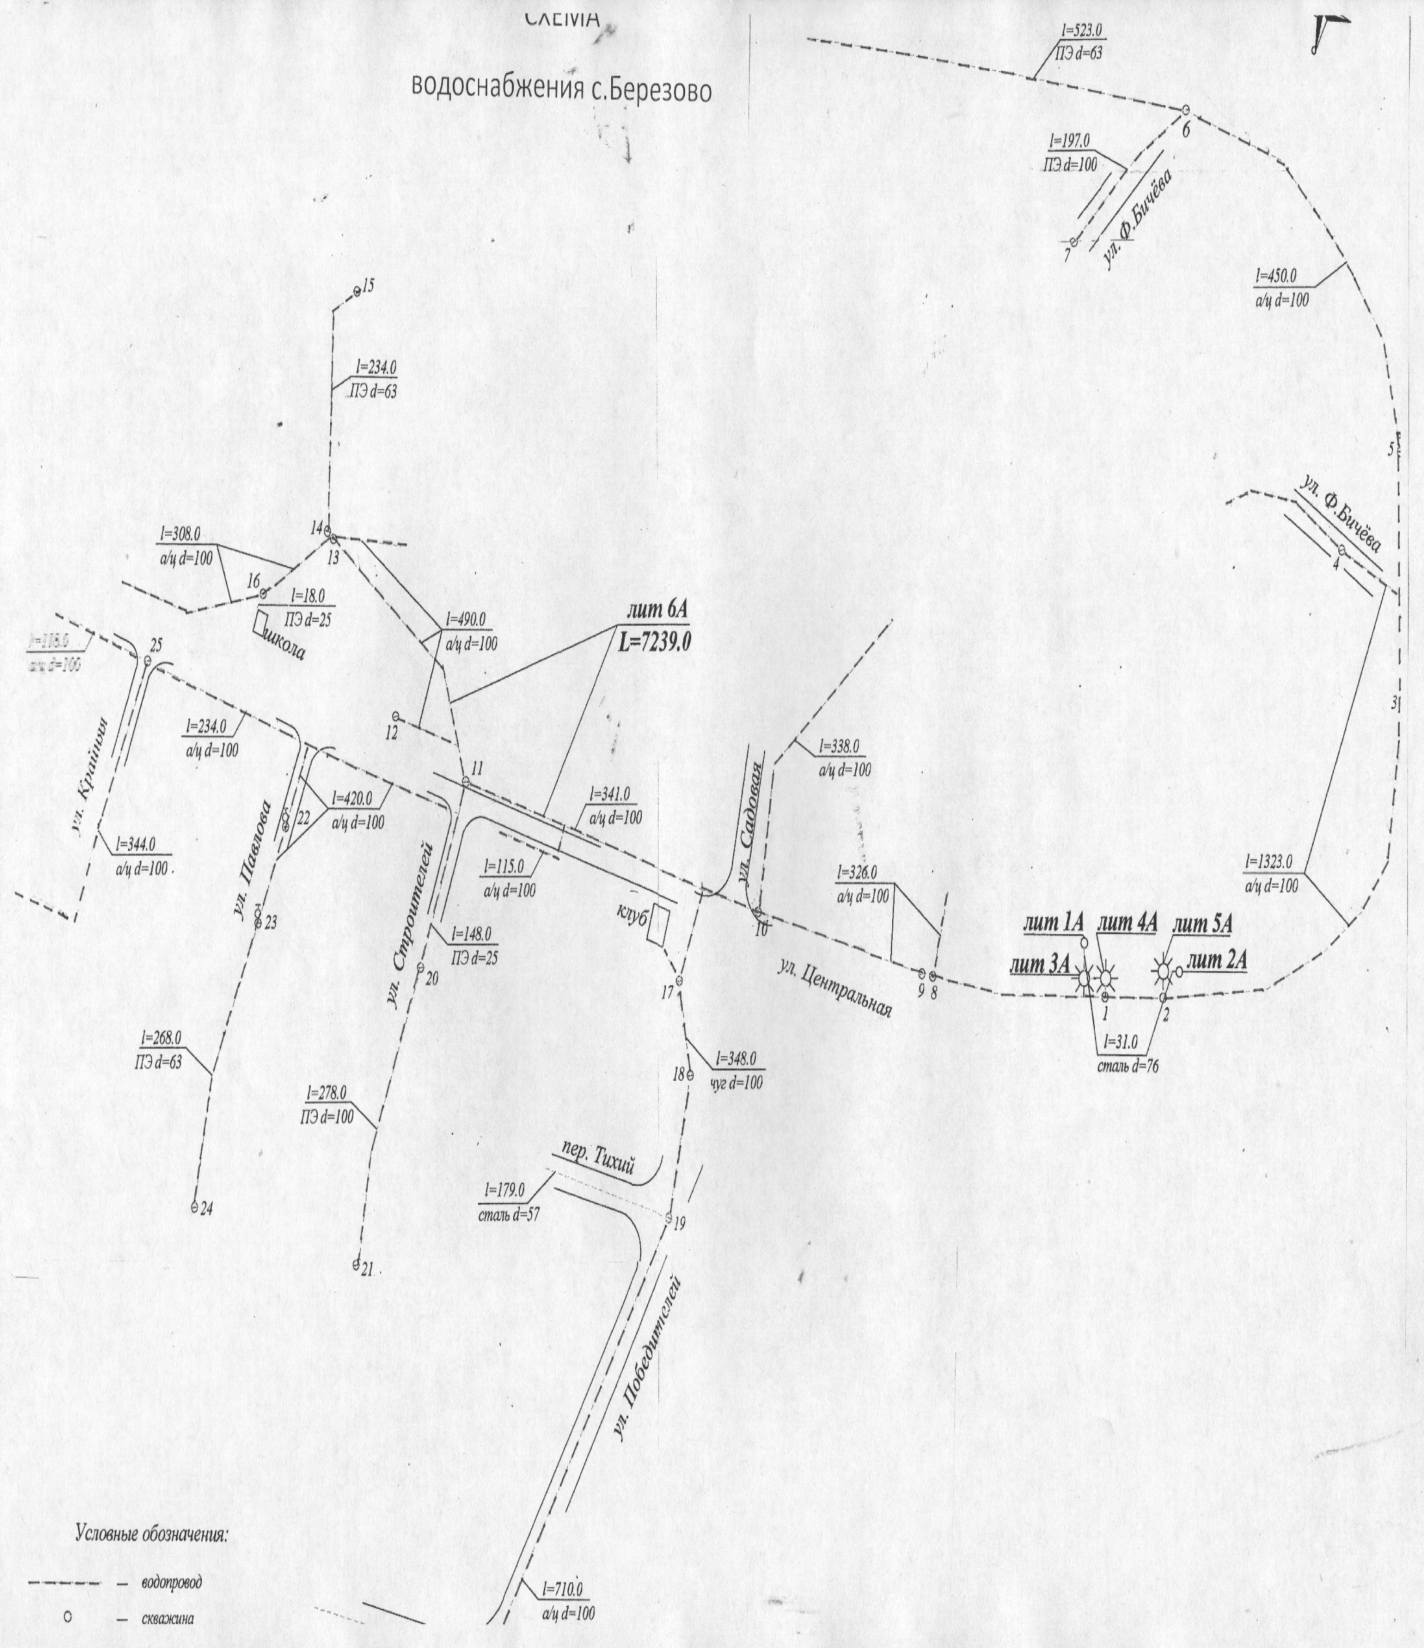 СХЕМА
водоснабжения с.Березово
l=523.0
ПЭ d=63
6
l=197.0
ПЭ d=100
ул. Ф.Бичёва
7
l=450.0
а/ц d=100
5
ул. Ф.Бичёва
4
3
15
l=234.0
ПЭ d=63
14
13
l=308.0
а/ц d=100
16
l=18.0
ПЭ d=25
школа
l=490.0
а/ц d=100
лит 6А
L=7239.0
а/ц d=100
25
12
l=234.0
а/ц d=100
ул. Крайняя
11
l=338.0
а/ц d=100
l=420.0
а/ц d=100
l=341.0
а/ц d=100
22
ул. Павлова
l=344.0
а/ц d=100
ул. Садовая
l=115.0
а/ц d=100
l=326.0
а/ц d=100
l=1323.0
а/ц d=100
клуб
10
23
ул. Строителей
l=148.0
ПЭ d=25
20
17
ул. Центральная
9
8
лит 1А
лит 4А
лит 5А
лит 3А
лит 2А
1
2
l=31.0
сталь d=76
l=268.0
ПЭ d=63
l=348.0
чуг d=100
18
l=278.0
ПЭ d=100
пер. Тихий
l=179.0
сталь d=57
24
19
21
ул. Победителей
Условные обозначения:
– водопровод
– скважина
l=710.0
а/ц d=100